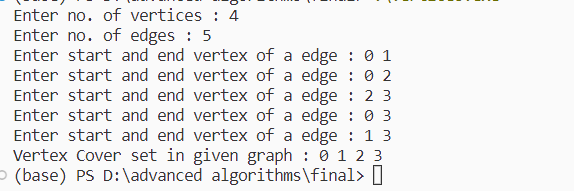 Enter no. of vertices : 4
Enter no. of edges : 5
Enter start and end vertex of a edge : 0 1
Enter start and end vertex of a edge : 0 2
Enter start and end vertex of a edge : 2 3
Enter start and end vertex of a edge : 0 3
Enter start and end vertex of a edge : 1 3
Vertex Cover set in given graph : 0 1 2 3
(base) PS D:\advanced algorithms\final>